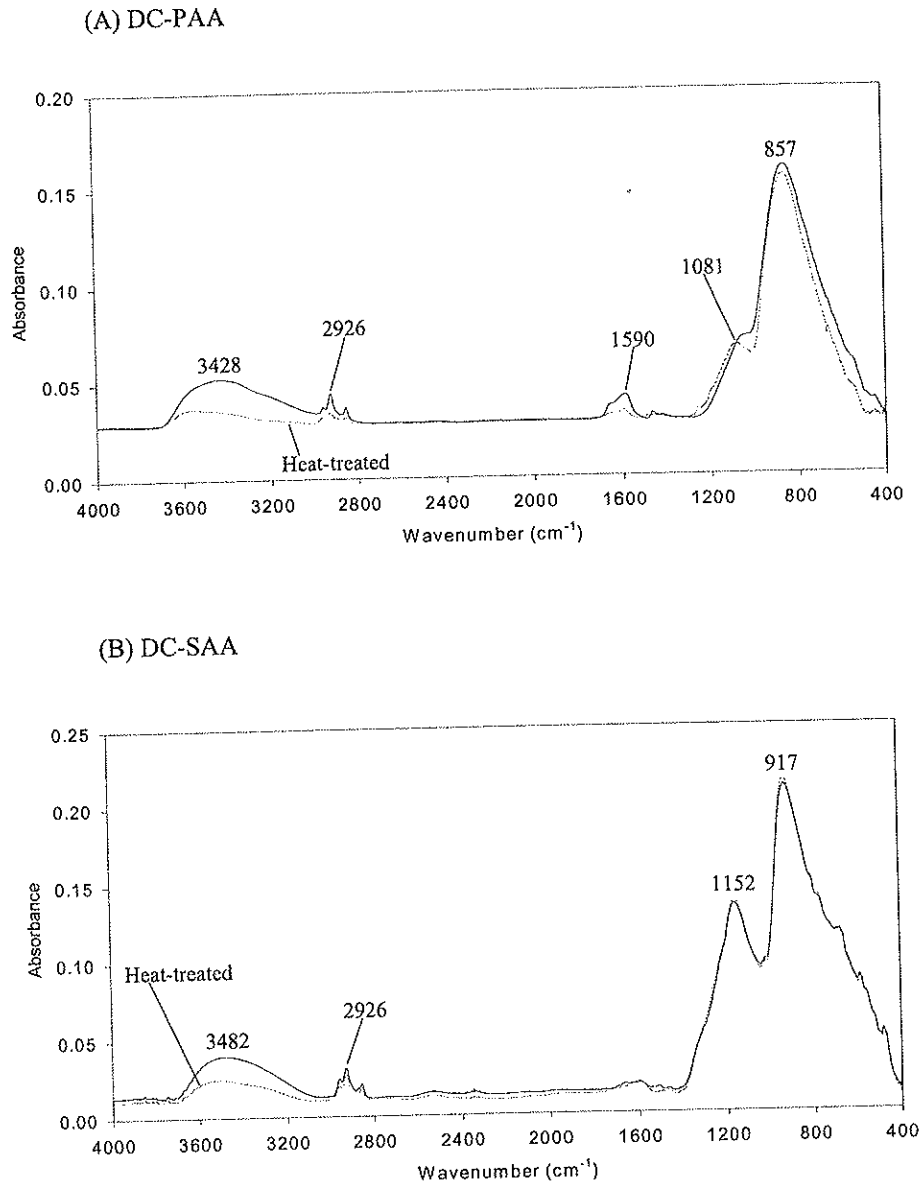 (A) DC-PAA
0.20
857
0.15
1081
0.10
2926
1590
3428
0.05
Heat-treated
0.00
Absorbance
4000 3600 3200 2800 2400 2000 1600 1200 800 400
Wavenumber (cm⁻¹)
(B) DC-SAA
0.25
917
0.20
1152
0.15
0.10
Heat-treated
2926
3482
0.05
0.00
Absorbance
4000 3600 3200 2800 2400 2000 1600 1200 800 400
Wavenumber (cm⁻¹)